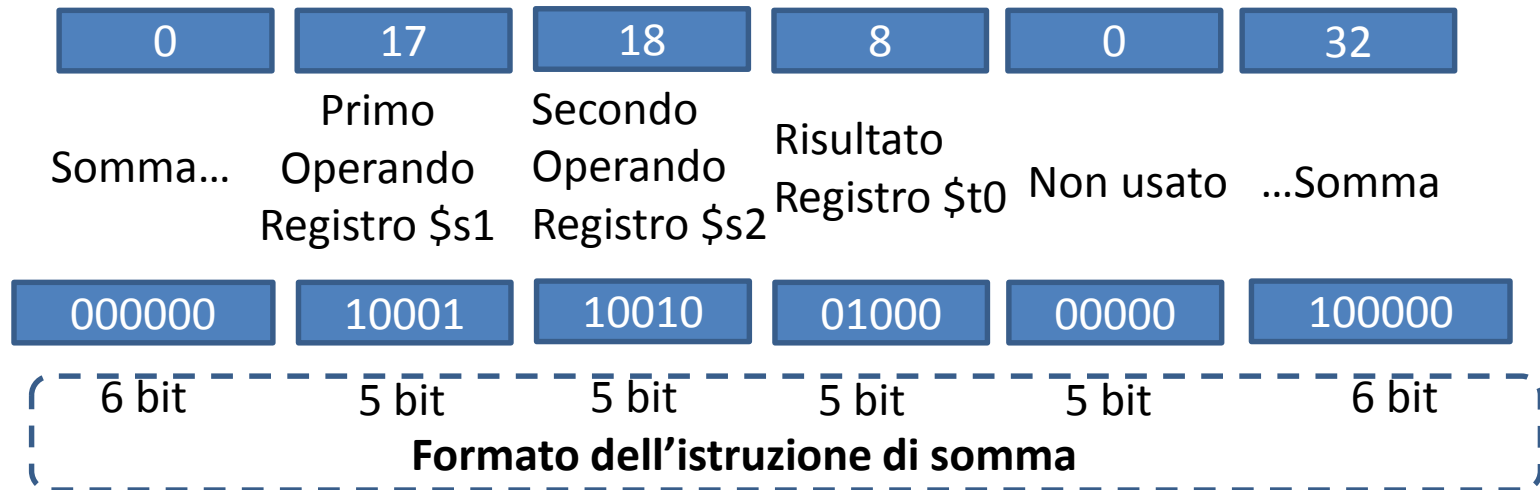 0 17 18 8 0 32
Somma…
Primo
Operando
Registro $s1
Secondo
Operando
Registro $s2
Risultato
Registro $t0
Non usato
…Somma
000000 10001 10010 01000 00000 100000
6 bit 5 bit 5 bit 5 bit 5 bit 6 bit
Formato dell’istruzione di somma